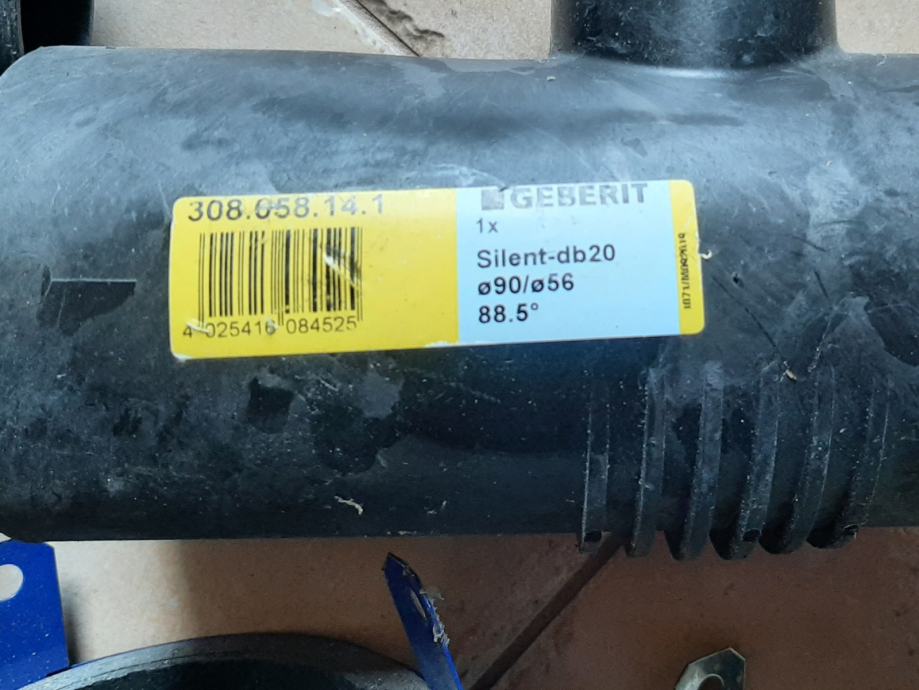 308.058.14.1
4 025416 084525
GEBERIT
1x
Silent-db20
ø90/ø56
88.5°